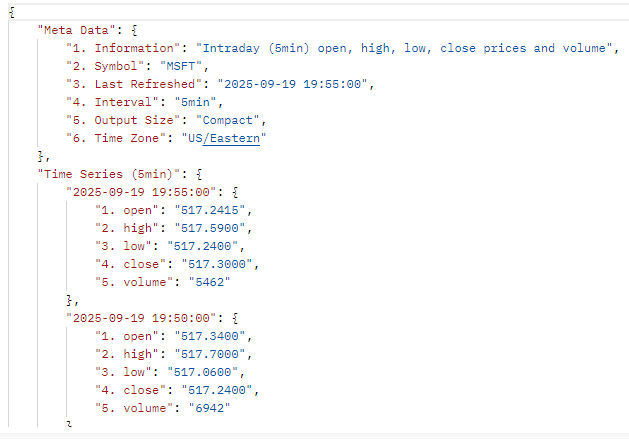 {
    "Meta Data": {
        "1. Information": "Intraday (5min) open, high, low, close prices and volume",
        "2. Symbol": "MSFT",
        "3. Last Refreshed": "2025-09-19 19:55:00",
        "4. Interval": "5min",
        "5. Output Size": "Compact",
        "6. Time Zone": "US/Eastern"
    },
    "Time Series (5min)": {
        "2025-09-19 19:55:00": {
            "1. open": "517.2415",
            "2. high": "517.5900",
            "3. low": "517.2400",
            "4. close": "517.3000",
            "5. volume": "5462"
        },
        "2025-09-19 19:50:00": {
            "1. open": "517.3400",
            "2. high": "517.7000",
            "3. low": "517.0600",
            "4. close": "517.2400",
            "5. volume": "6942"
        }